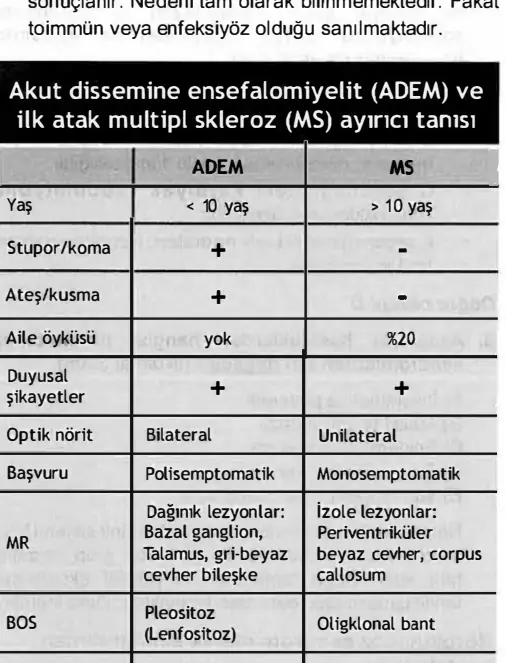 sonuçlanır. Nedeni tam olarak bilinmemektedir. Fakat
toimmün veya enfeksiyöz olduğu sanılmaktadır.
Akut dissemine ensefalomiyelit (ADEM) ve
ilk atak multipl skleroz (MS) ayırıcı tanısı
ADEM MS
Yaş < 10 yaş > 10 yaş
Stupor/koma + -
Ateş/kusma + -
Aile öyküsü yok %20
Duyusal
şikayetler + +
Optik nörit Bilateral Unilateral
Başvuru Polisemptomatik Monosemptomatik
MR Dağınık lezyonlar:
Bazal ganglion,
Talamus, gri-beyaz
cevher bileşke
İzole lezyonlar:
Periventriküler
beyaz cevher, corpus
callosum
BOS Pleositoz
(Lenfositoz)
Oligklonal bant